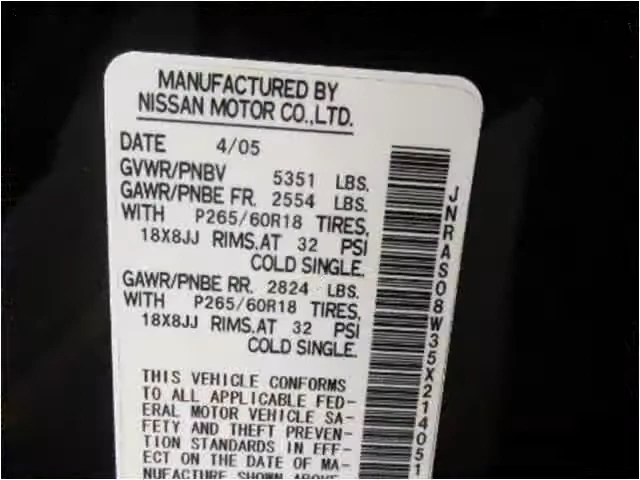 MANUFACTURED BY
NISSAN MOTOR CO.,LTD.
DATE 4/05
GVWR/PNBV 5351 LBS.
GAWR/PNBE FR. 2554 LBS.
WITH P265/60R18 TIRES,
18X8JJ RIMS.AT 32 PSI
COLD SINGLE.
GAWR/PNBE RR. 2824 LBS.
WITH P265/60R18 TIRES,
18X8JJ RIMS.AT 32 PSI
COLD SINGLE.
THIS VEHICLE CONFORMS
TO ALL APPLICABLE FED-
ERAL MOTOR VEHICLE SA-
FETY AND THEFT PREVEN-
TION STANDARDS IN EFF-
ECT ON THE DATE OF MA-
NUFACTURE SHOWN ABOVE
JNRAS08W35X214051